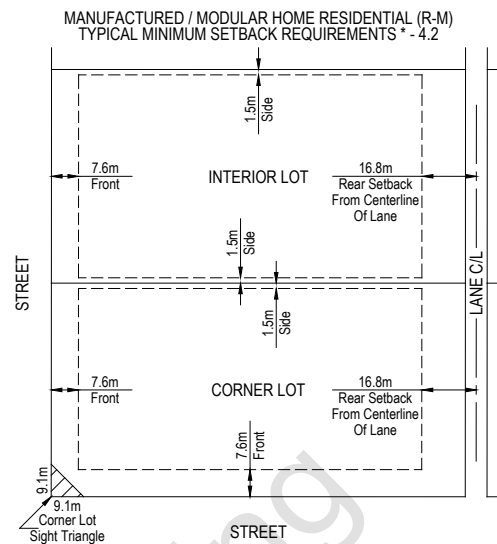 MANUFACTURED / MODULAR HOME RESIDENTIAL (R-M)
TYPICAL MINIMUM SETBACK REQUIREMENTS * - 4.2
1.5m
Side
7.6m
Front
INTERIOR LOT
16.8m
Rear Setback
From Centerline
Of Lane
1.5m
Side
STREET
LANE C/L
1.5m
Side
7.6m
Front
CORNER LOT
16.8m
Rear Setback
From Centerline
Of Lane
7.6m
Front
9.1m
9.1m
Corner Lot
Sight Triangle
STREET